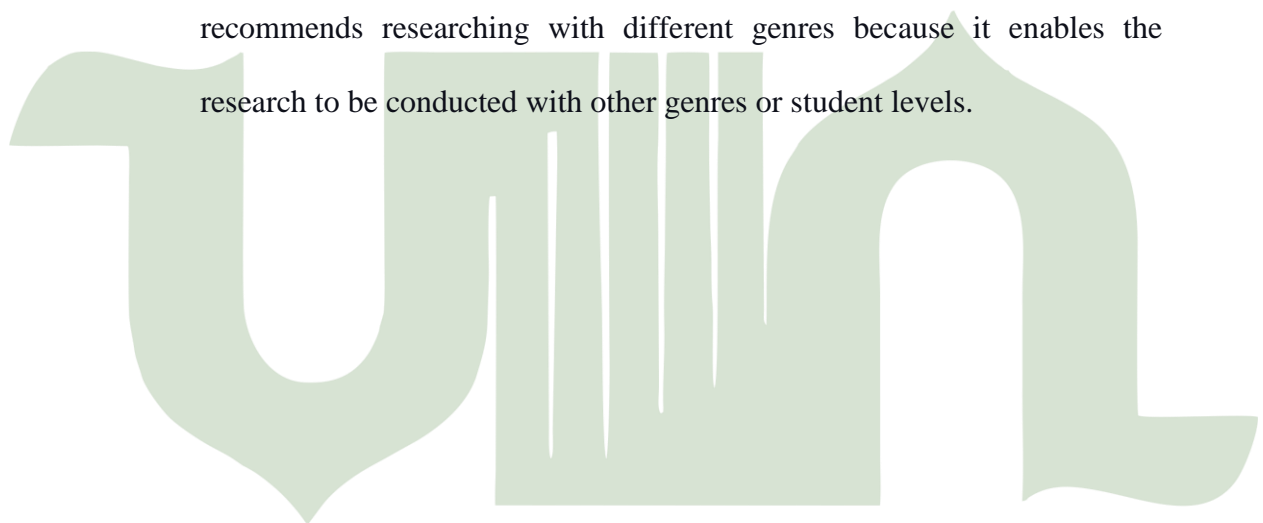 recommends researching with different genres because it enables the
research to be conducted with other genres or student levels.